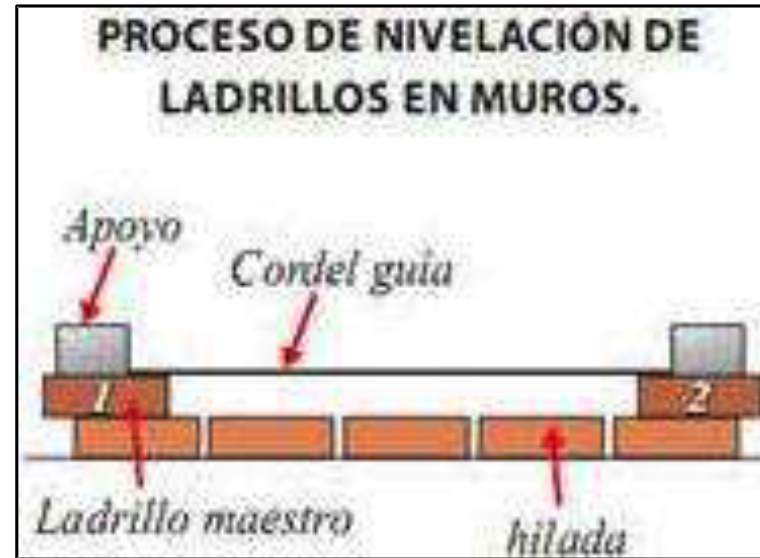 PROCESO DE NIVELACIÓN DE
LADRILLOS EN MUROS.
Apoyo
Cordel guía
1
2
Ladrillo maestro
hilada